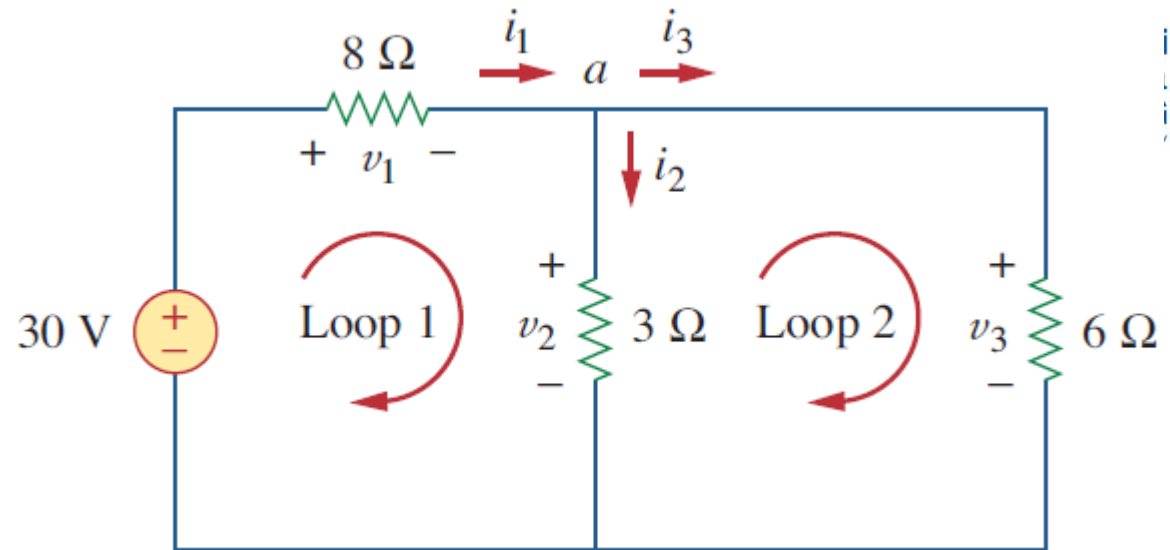 8 Ω
i1
a
i3
+ v1 −
i2
30 V
+
−
Loop 1
+
v2
−
3 Ω
Loop 2
+
v3
−
6 Ω